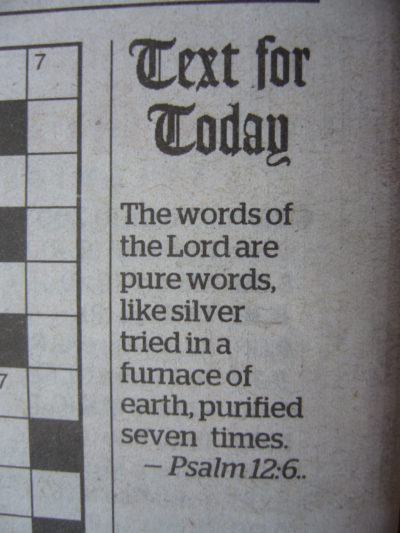 7
Text for
Today
The words of
the Lord are
pure words,
like silver
tried in a
furnace of
earth, purified
seven times.
– Psalm 12:6..
7